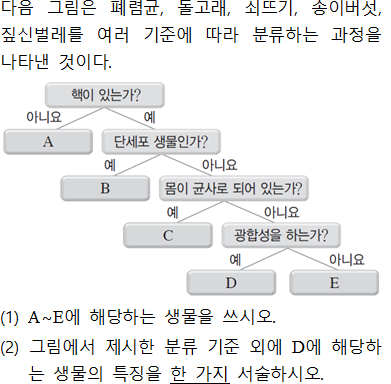 다음 그림은 폐렴균, 돌고래, 쇠뜨기, 송이버섯,
짚신벌레를 여러 기준에 따라 분류하는 과정을
나타낸 것이다.
핵이 있는가?
아니요 예
A 단세포 생물인가?
예 아니요
B 몸이 균사로 되어 있는가?
예 아니요
C 광합성을 하는가?
예 아니요
D E
(1) A~E에 해당하는 생물을 쓰시오.
(2) 그림에서 제시한 분류 기준 외에 D에 해당하
는 생물의 특징을 한 가지 서술하시오.